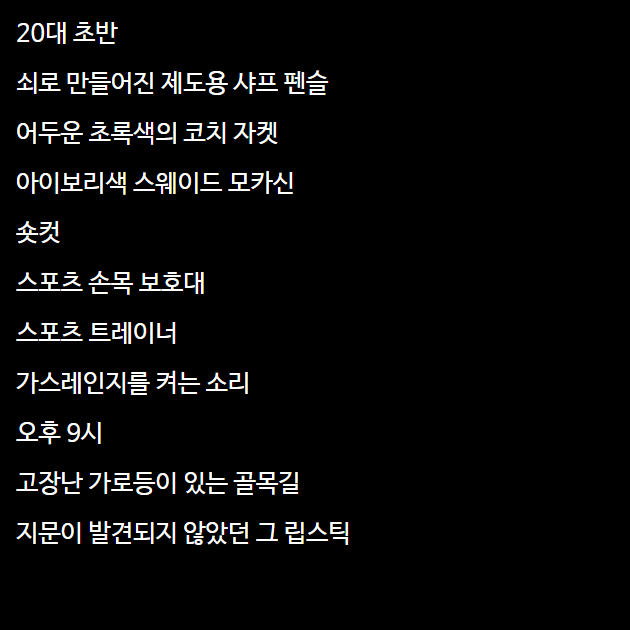 20대 초반
쇠로 만들어진 제도용 샤프 펜슬
어두운 초록색의 코치 자켓
아이보리색 스웨이드 모카신
숏컷
스포츠 손목 보호대
스포츠 트레이너
가스레인지를 켜는 소리
오후 9시
고장난 가로등이 있는 골목길
지문이 발견되지 않았던 그 립스틱